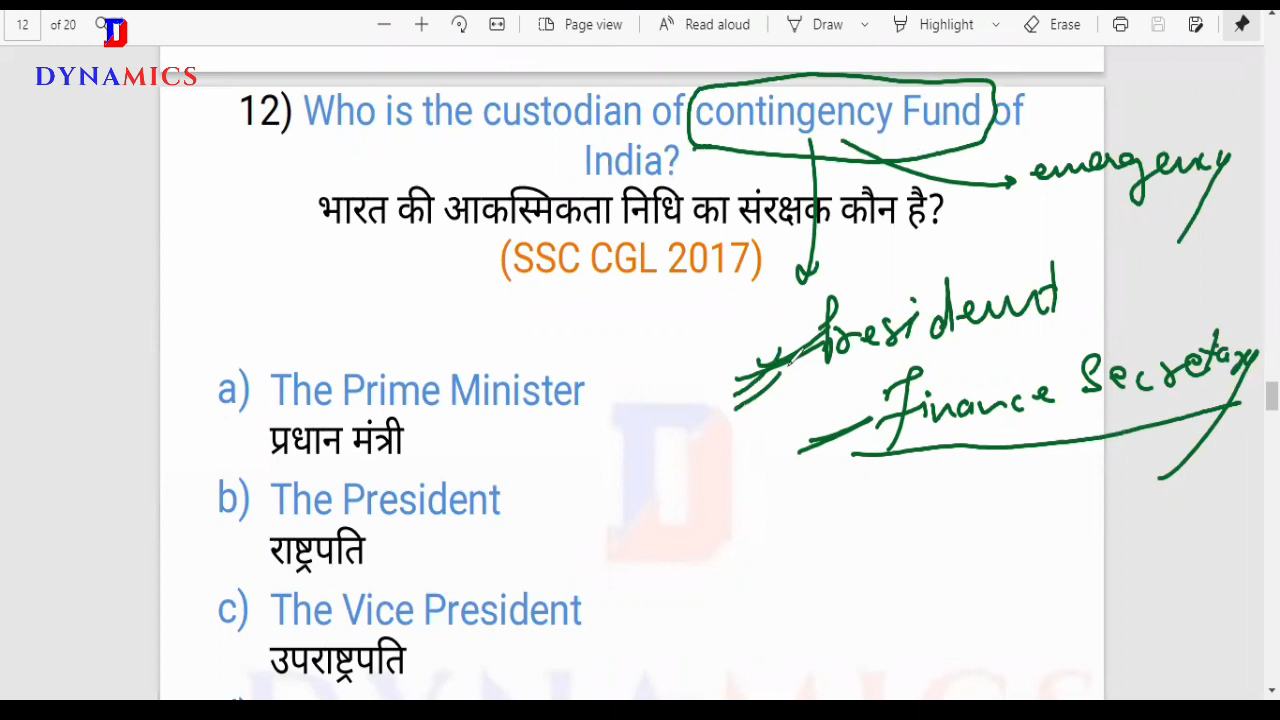 12 of 20
Page view
Read aloud
Draw
Highlight
Erase
DYNAMICS
12) Who is the custodian of contingency Fund of
India?
भारत की आकस्मिकता निधि का संरक्षक कौन है?
(SSC CGL 2017)
emergency
President
Finance Secretary
a) The Prime Minister
प्रधान मंत्री
b) The President
राष्ट्रपति
c) The Vice President
उपराष्ट्रपति
DYNAMICS